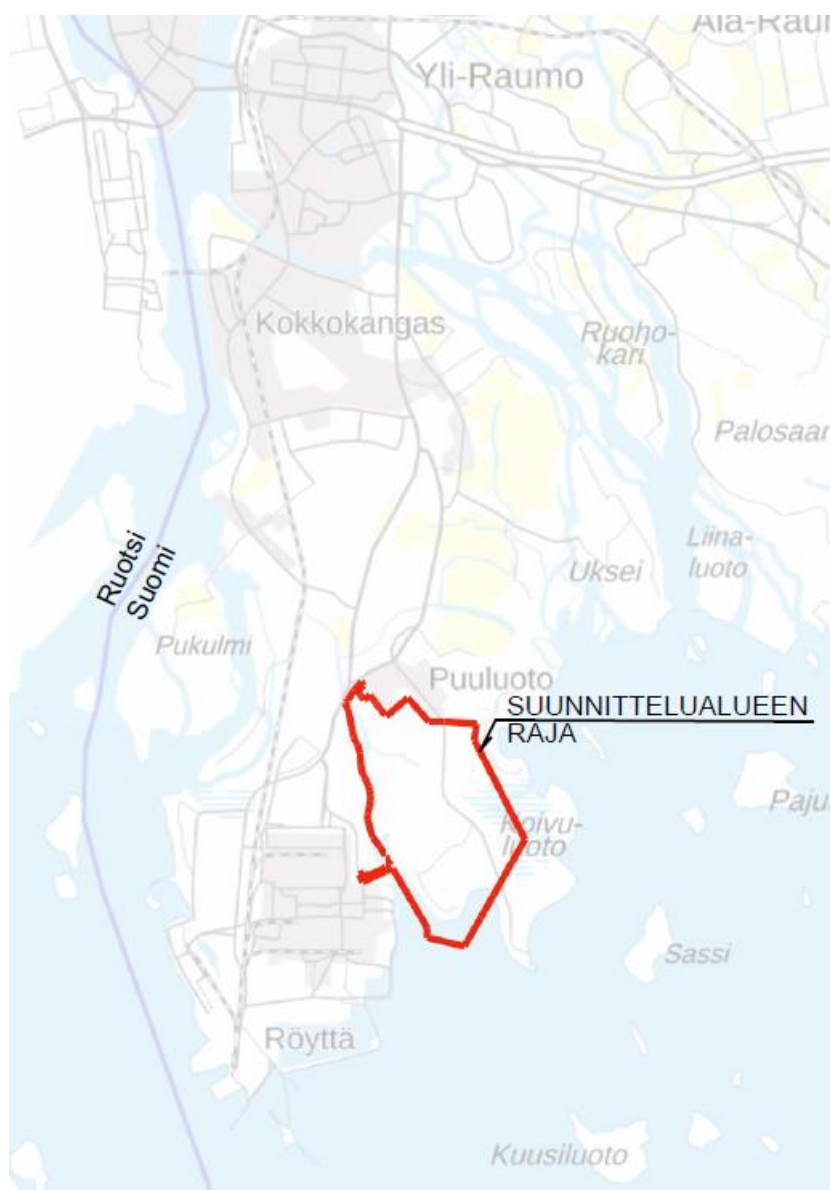 Ala-Raum
Yli-Raumo
Kokkokangas
Ruoho-
kari
Palosaar
Liina-
luoto
Ruotsi
Suomi
Uksei
Pukulmi
Puuluoto
SUUNNITTELUALUEEN
RAJA
Koivu-
luoto
Paju
Sassi
Röyttä
Kuusiluoto